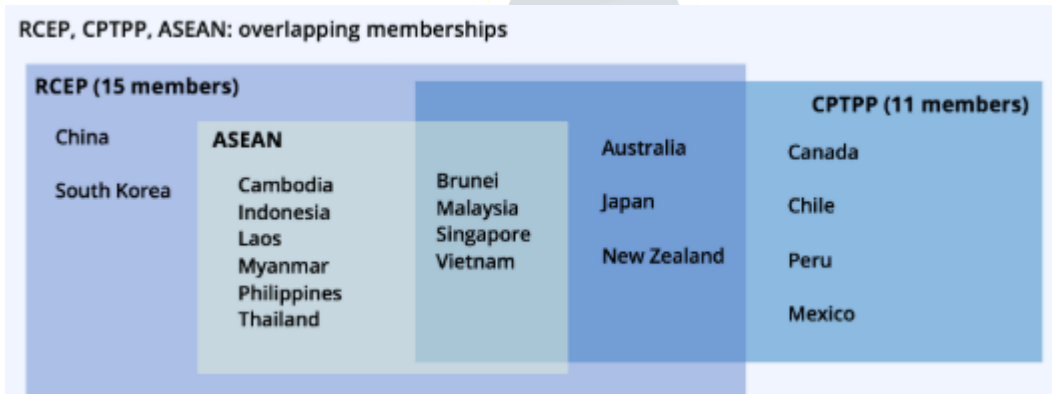 RCEP, CPTPP, ASEAN: overlapping memberships
RCEP (15 members)
China
South Korea
ASEAN
Cambodia
Indonesia
Laos
Myanmar
Philippines
Thailand
Brunei
Malaysia
Singapore
Vietnam
Australia
Japan
New Zealand
CPTPP (11 members)
Canada
Chile
Peru
Mexico